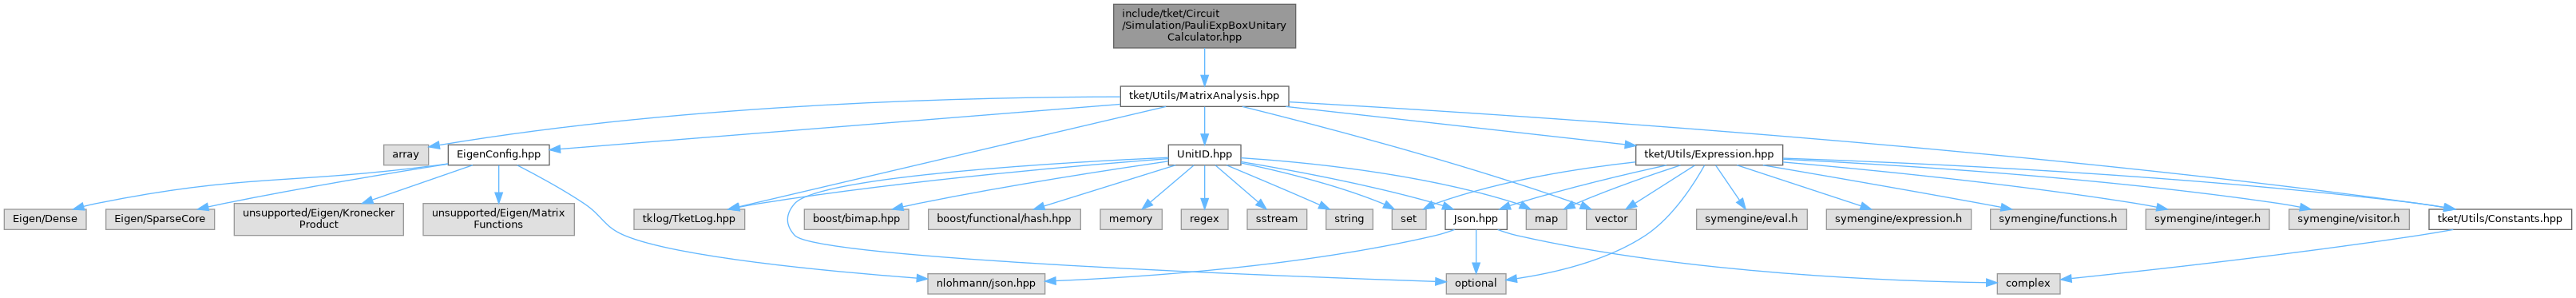 include/tket/Circuit
/Simulation/PauliExpBoxUnitary
Calculator.hpp
tket/Utils/MatrixAnalysis.hpp
array
EigenConfig.hpp
UnitID.hpp
tket/Utils/Expression.hpp
Eigen/Dense
Eigen/SparseCore
unsupported/Eigen/Kronecker
Product
unsupported/Eigen/Matrix
Functions
tklog/TketLog.hpp
boost/bimap.hpp
boost/functional/hash.hpp
memory
regex
sstream
string
set
Json.hpp
map
vector
symengine/eval.h
symengine/expression.h
symengine/functions.h
symengine/integer.h
symengine/visitor.h
tket/Utils/Constants.hpp
nlohmann/json.hpp
optional
complex